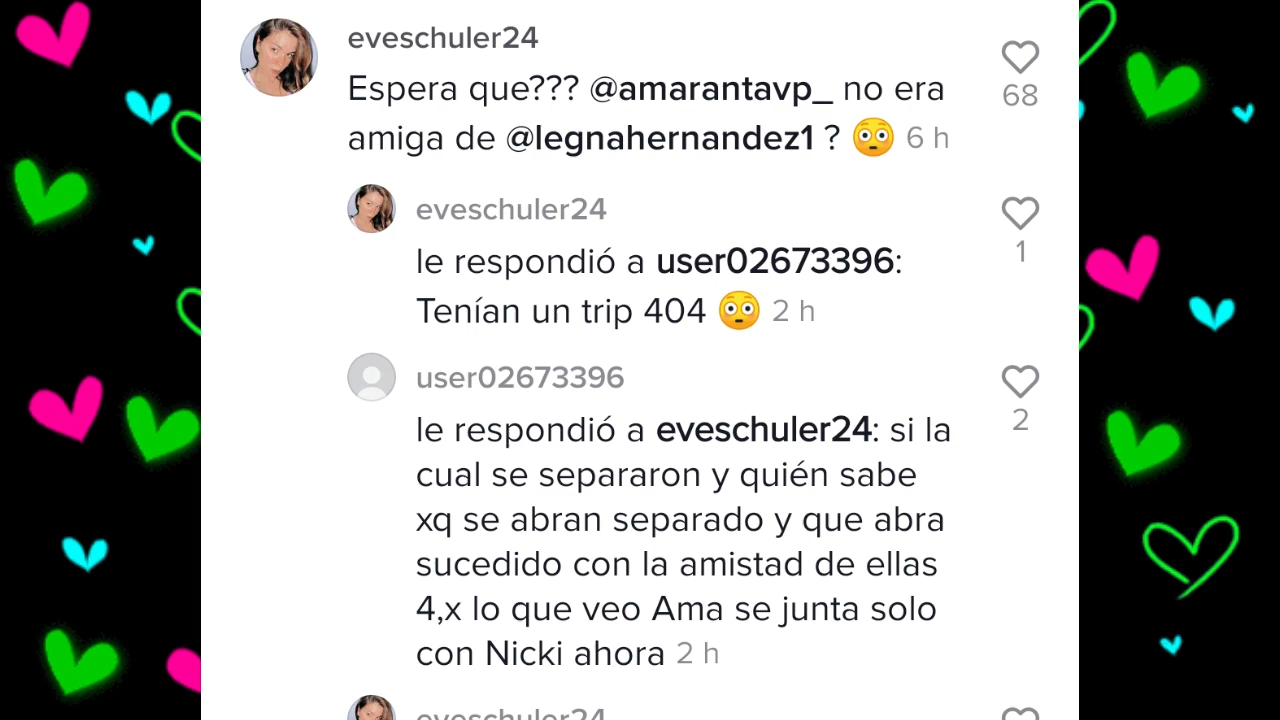 eveschuler24
Espera que??? @amarantavp_ no era
amiga de @legnahernandez1 ? 😳 6 h
68
eveschuler24
le respondió a user02673396:
Tenían un trip 404 😳 2 h
1
user02673396
le respondió a eveschuler24: si la
cual se separaron y quién sabe
xq se abran separado y que abra
sucedido con la amistad de ellas
4,x lo que veo Ama se junta solo
con Nicki ahora 2 h
2
eveschuler24